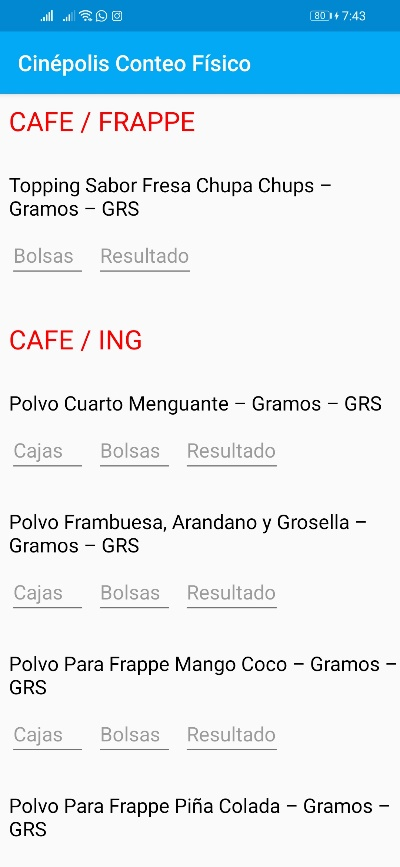 80 7:43
Cinépolis Conteo Físico
CAFE / FRAPPE
Topping Sabor Fresa Chupa Chups –
Gramos – GRS
Bolsas Resultado
CAFE / ING
Polvo Cuarto Menguante – Gramos – GRS
Cajas Bolsas Resultado
Polvo Frambuesa, Arandano y Grosella –
Gramos – GRS
Cajas Bolsas Resultado
Polvo Para Frappe Mango Coco – Gramos –
GRS
Cajas Bolsas Resultado
Polvo Para Frappe Piña Colada – Gramos –
GRS